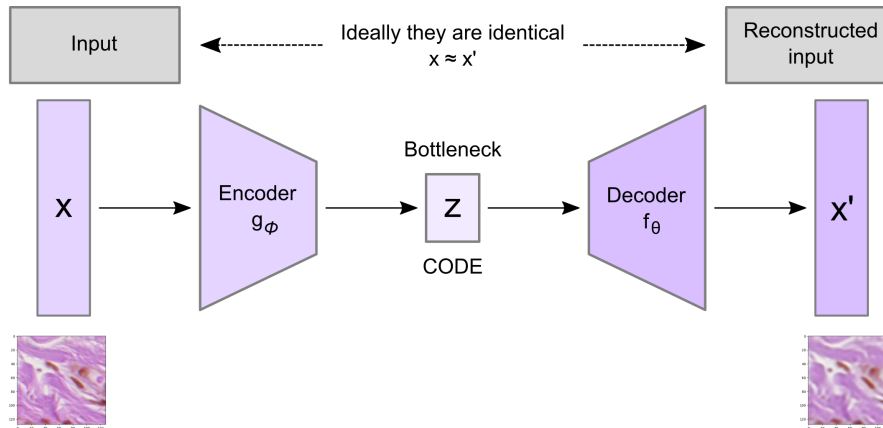 Input
Ideally they are identical
x ≈ x'
Reconstructed
input
x
Encoder
gϕ
Bottleneck
z
CODE
Decoder
fθ
x'